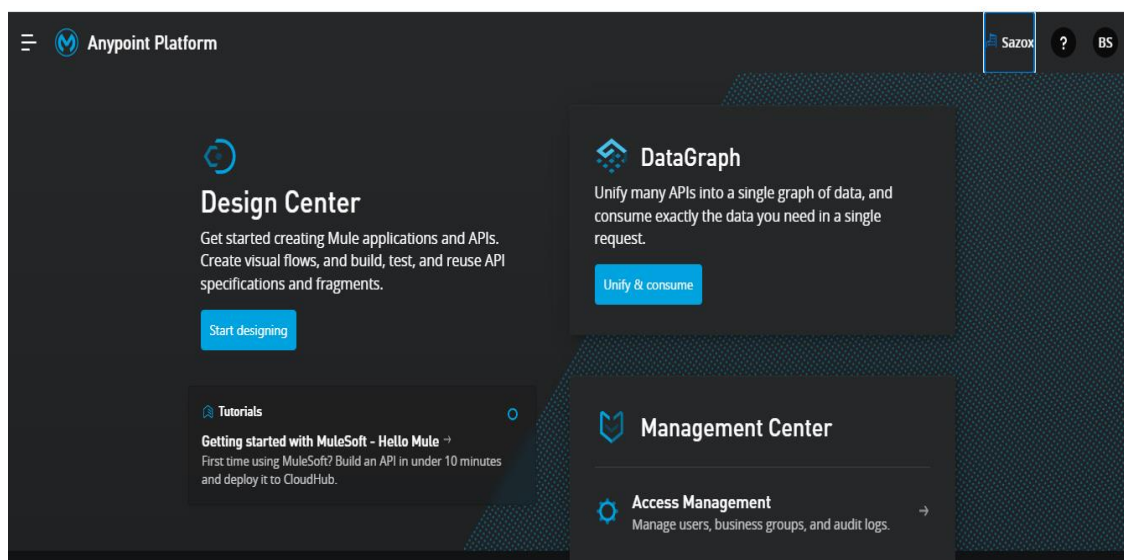 Anypoint Platform
Sazox
?
BS
Design Center
Get started creating Mule applications and APIs.
Create visual flows, and build, test, and reuse API
specifications and fragments.
Start designing
Tutorials
Getting started with MuleSoft - Hello Mule →
First time using MuleSoft? Build an API in under 10 minutes
and deploy it to CloudHub.
DataGraph
Unify many APIs into a single graph of data, and
consume exactly the data you need in a single
request.
Unify & consume
Management Center
Access Management
Manage users, business groups, and audit logs.
→